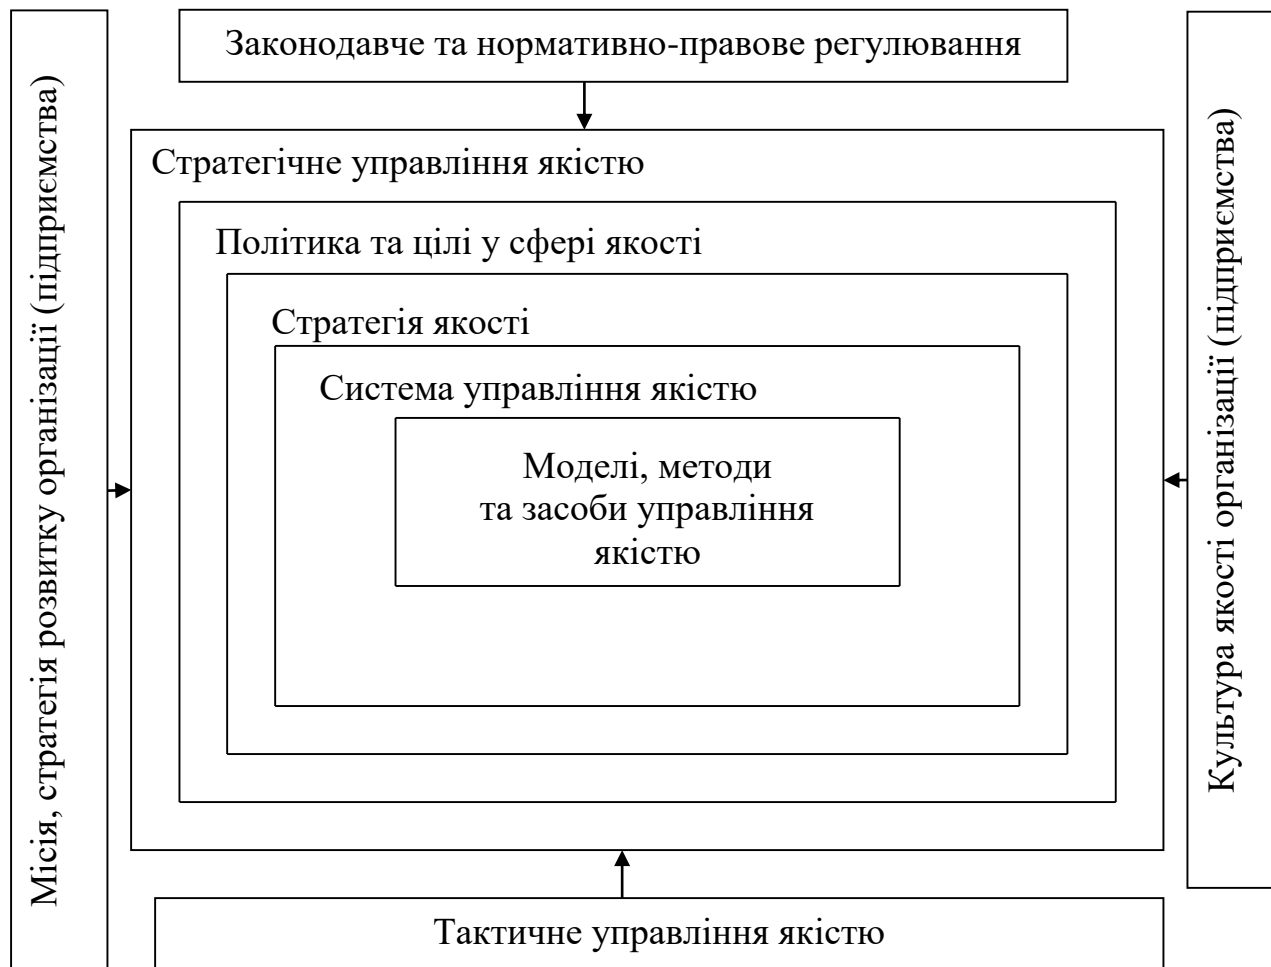 Законодавче та нормативно-правове регулювання
Місія, стратегія розвитку організації (підприємства)
Стратегічне управління якістю
Політика та цілі у сфері якості
Стратегія якості
Система управління якістю
Моделі, методи
та засоби управління
якістю
Культура якості організації (підприємства)
Тактичне управління якістю